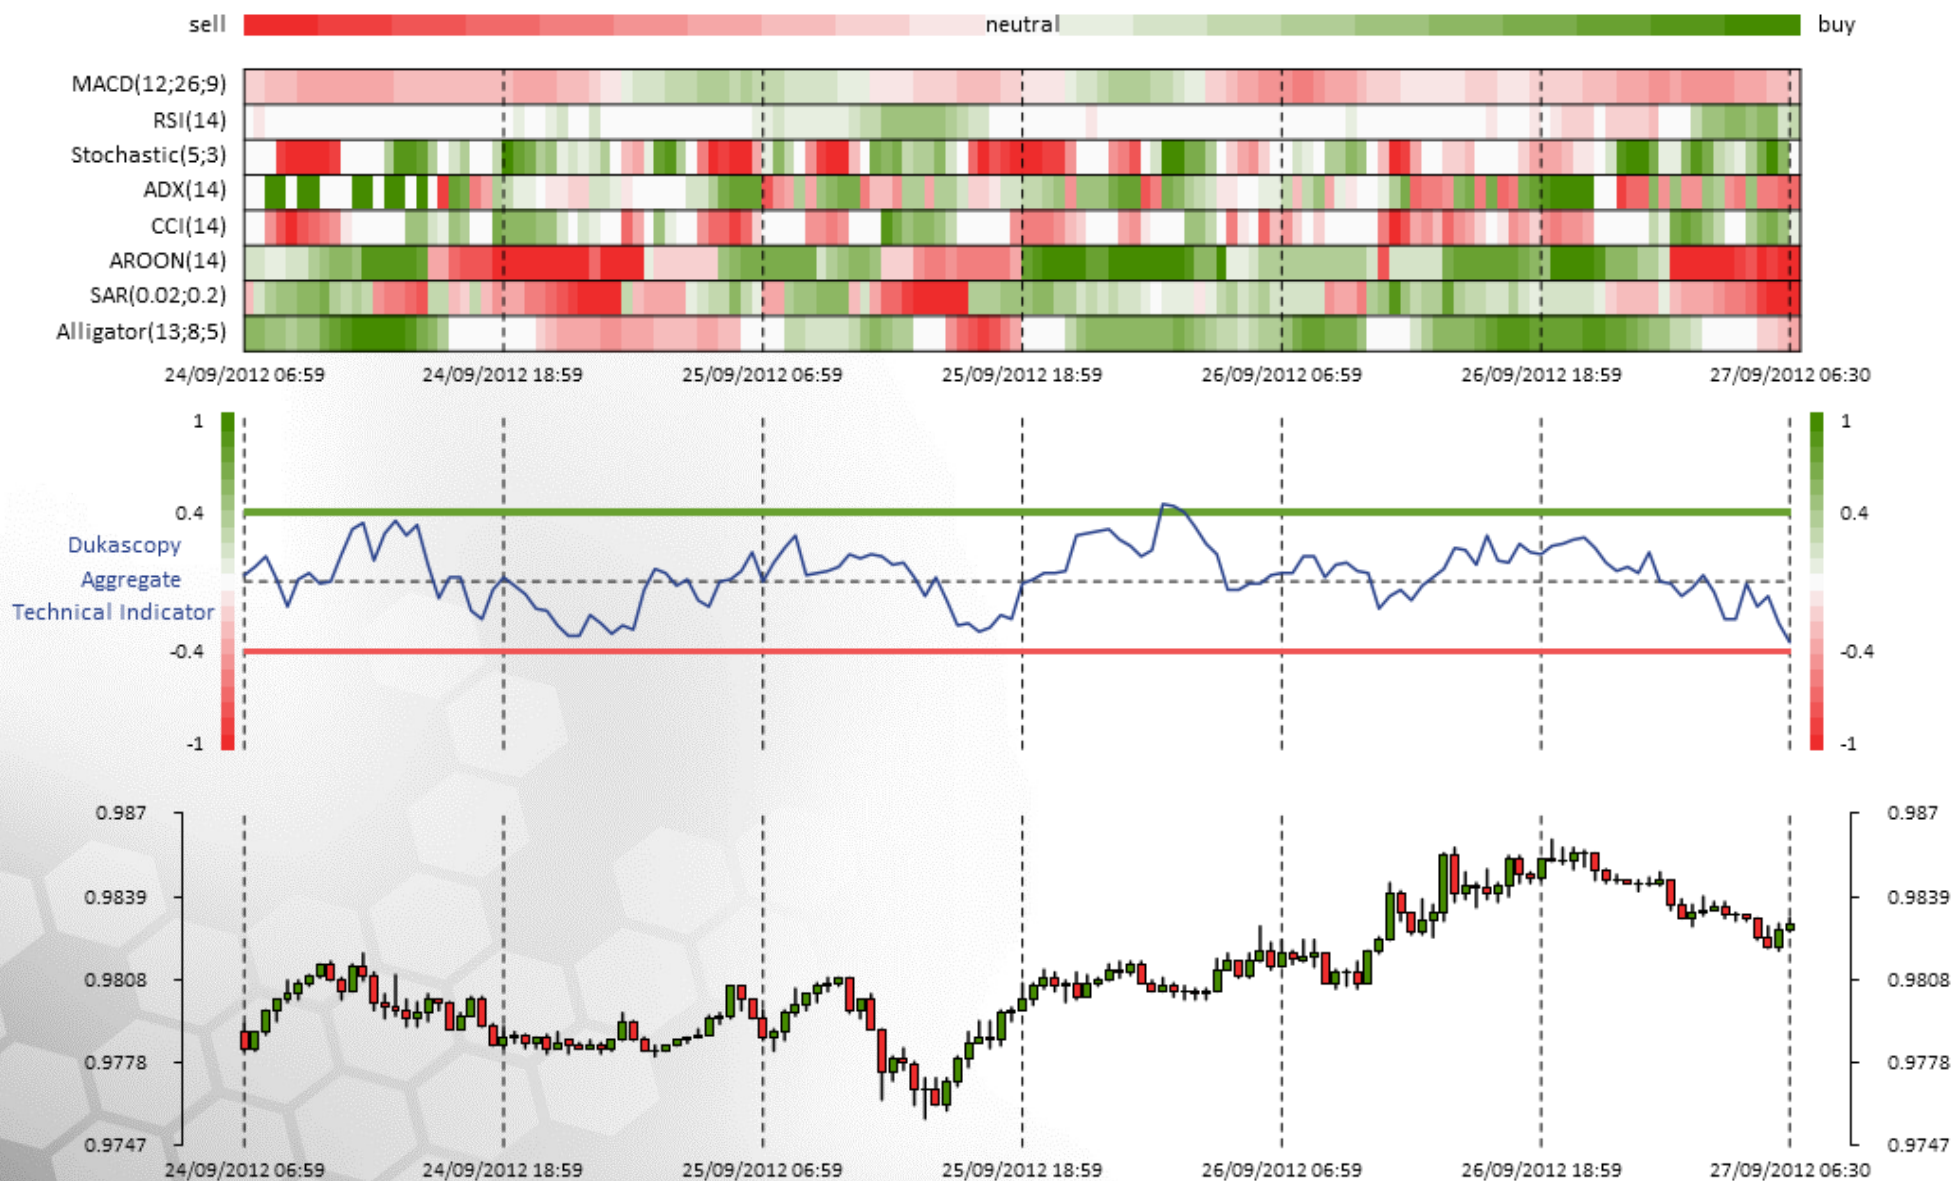 sell neutral buy
MACD(12;26;9)
RSI(14)
Stochastic(5;3)
ADX(14)
CCI(14)
AROON(14)
SAR(0.02;0.2)
Alligator(13;8;5)
24/09/2012 06:59 24/09/2012 18:59 25/09/2012 06:59 25/09/2012 18:59 26/09/2012 06:59 26/09/2012 18:59 27/09/2012 06:30
1 1
0.4 0.4
Dukascopy
Aggregate
Technical Indicator
-0.4 -0.4
-1 -1
0.987 0.987
0.9839 0.9839
0.9808 0.9808
0.9778 0.9778
0.9747 0.9747
24/09/2012 06:59 24/09/2012 18:59 25/09/2012 06:59 25/09/2012 18:59 26/09/2012 06:59 26/09/2012 18:59 27/09/2012 06:30